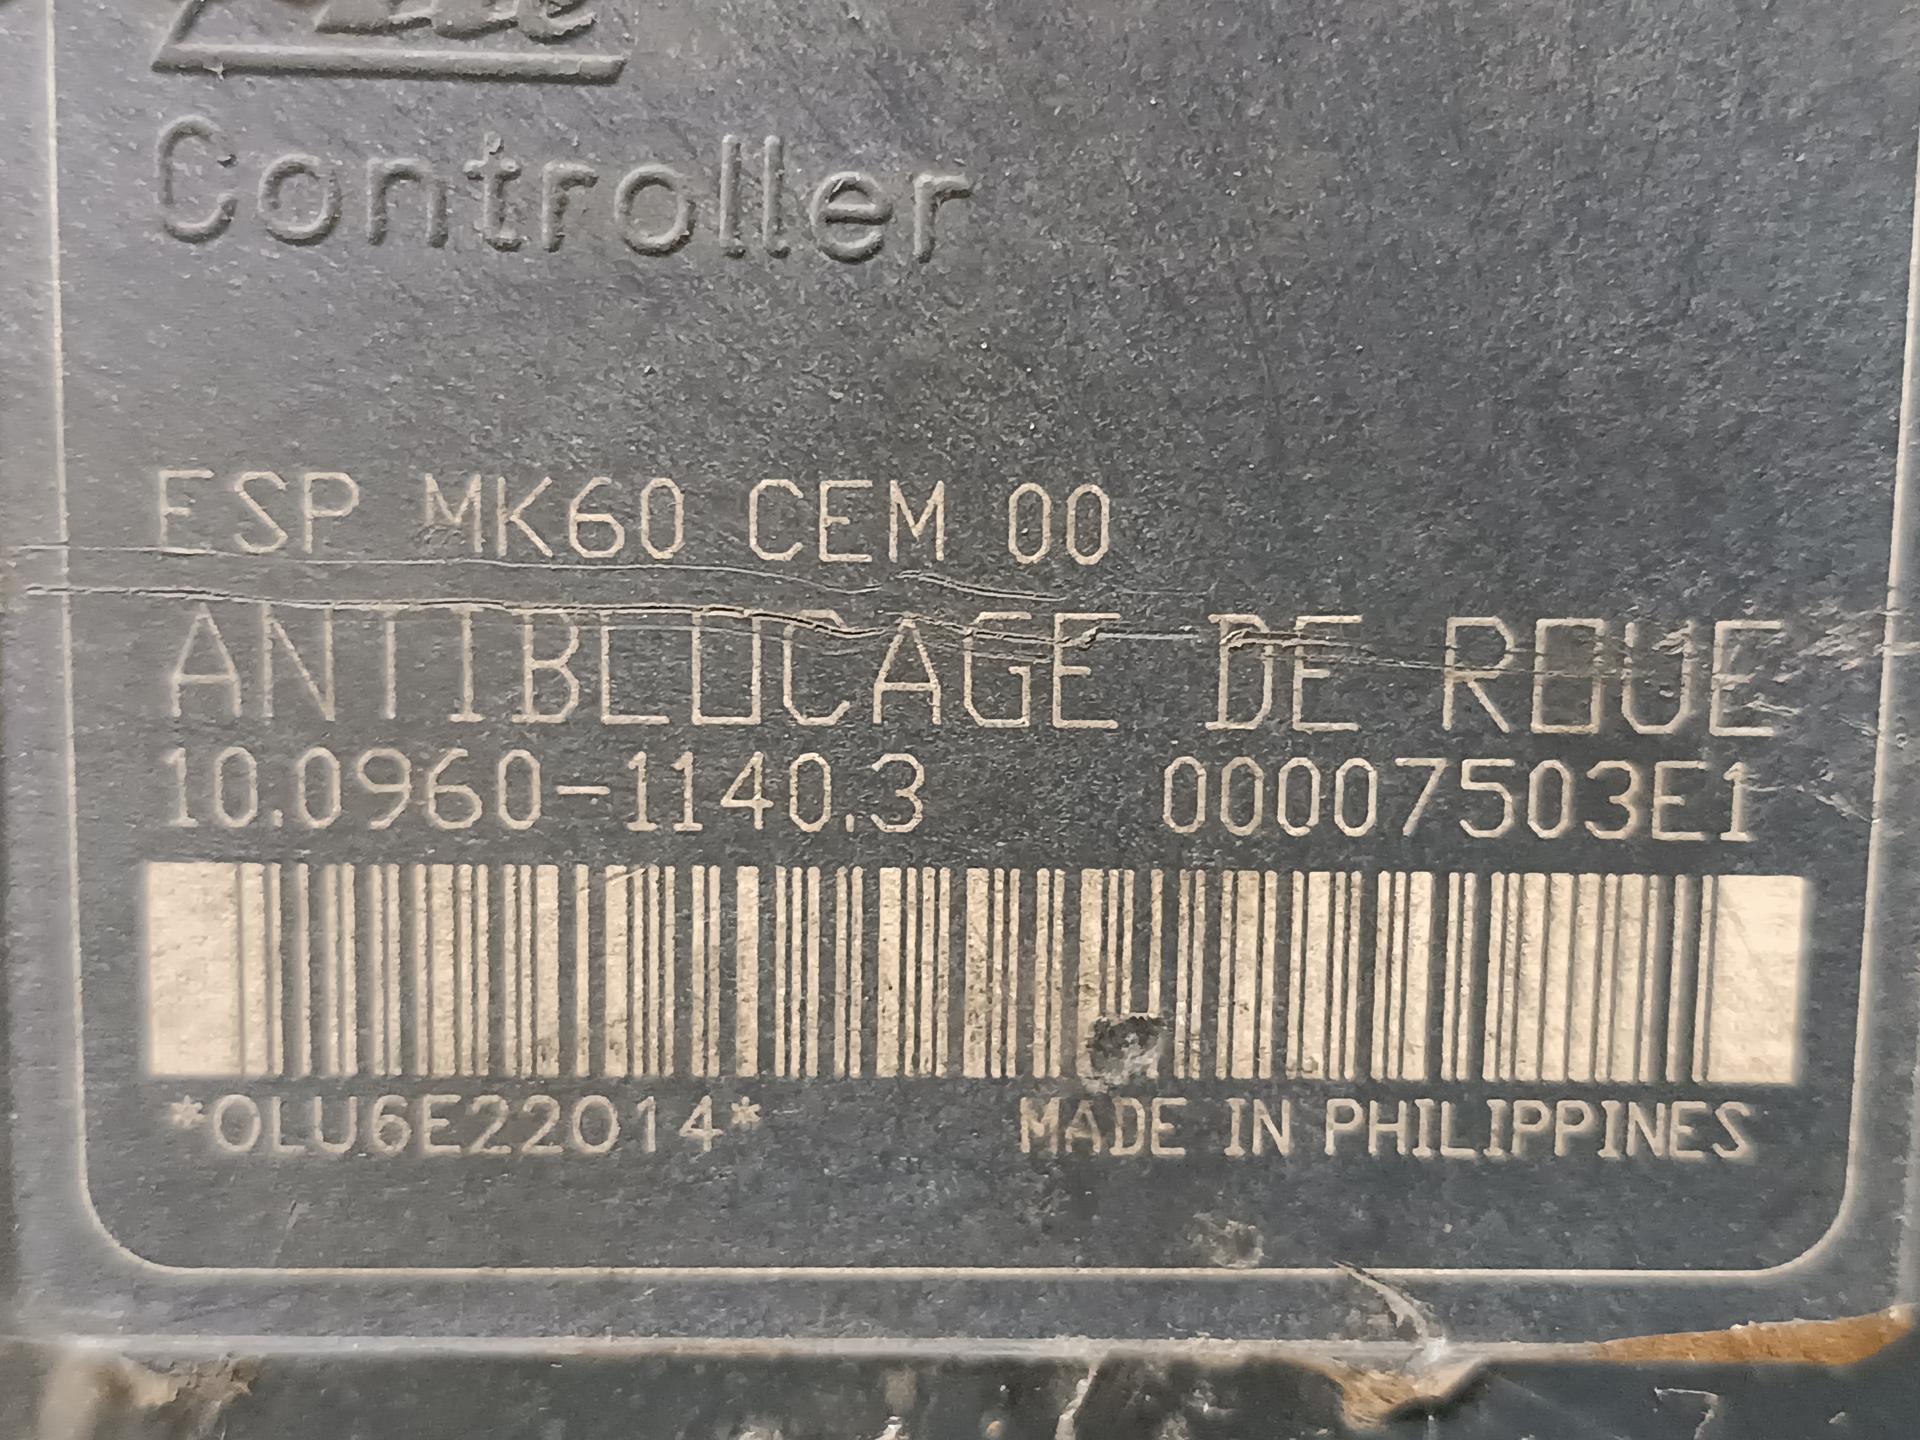 Controller
ESP MK60 CEM 00
ANTIBLOCAGE DE ROUE
10.0960-1140.3 00007503E1
*OLU6E22014* MADE IN PHILIPPINES